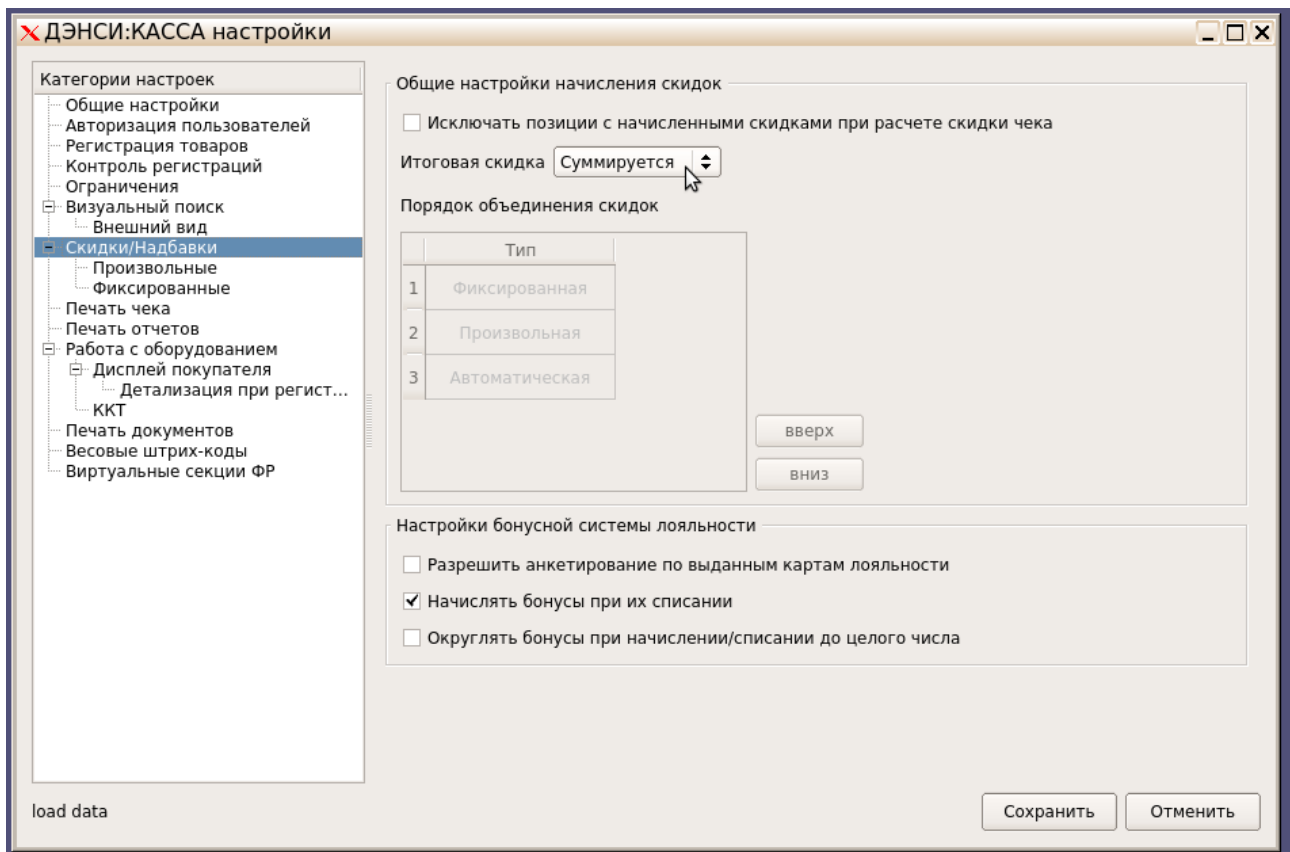 ДЭНСИ:КАССА настройки
Категории настроек
Общие настройки
Авторизация пользователей
Регистрация товаров
Контроль регистраций
Ограничения
Визуальный поиск
Внешний вид
Скидки/Надбавки
Произвольные
Фиксированные
Печать чека
Печать отчетов
Работа с оборудованием
Дисплей покупателя
Детализация при регист...
ККТ
Печать документов
Весовые штрих-коды
Виртуальные секции ФР
Общие настройки начисления скидок
Исключать позиции с начисленными скидками при расчете скидки чека
Итоговая скидка Суммируется
Порядок объединения скидок
Тип
1 Фиксированная
2 Произвольная
3 Автоматическая
вверх
вниз
Настройки бонусной системы лояльности
Разрешить анкетирование по выданным картам лояльности
Начислять бонусы при их списании
Округлять бонусы при начислении/списании до целого числа
load data
Сохранить Отменить